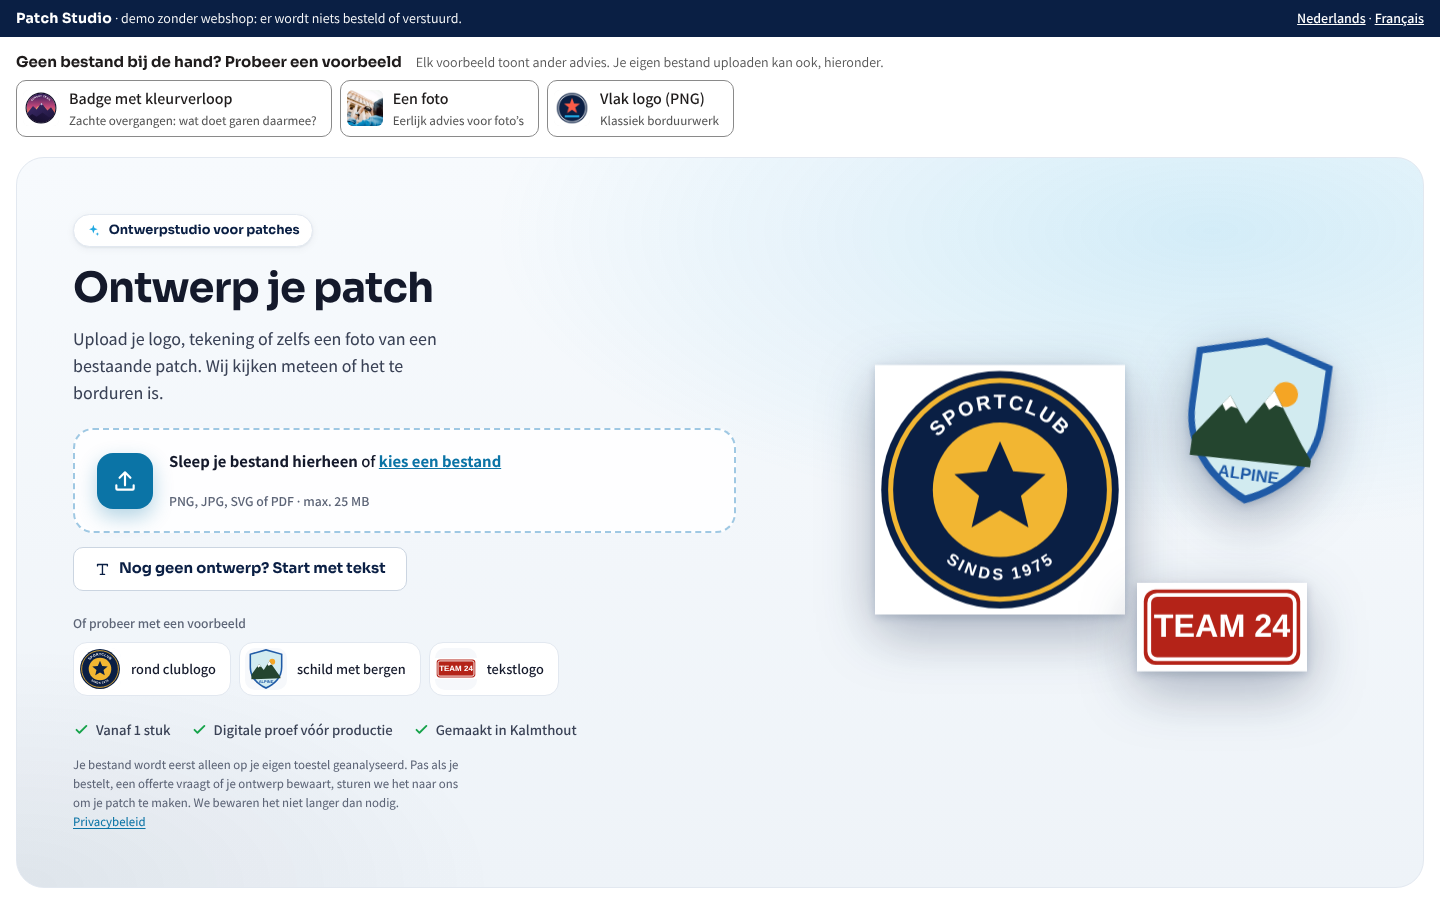 Patch Studio · demo zonder webshop: er wordt niets besteld of verstuurd.
Nederlands · Français
Geen bestand bij de hand? Probeer een voorbeeld
Elk voorbeeld toont ander advies. Je eigen bestand uploaden kan ook, hieronder.
Badge met kleurverloop
Zachte overgangen: wat doet garen daarmee?
Een foto
Eerlijk advies voor foto's
Vlak logo (PNG)
Klassiek borduurwerk
Ontwerpstudio voor patches
Ontwerp je patch
Upload je logo, tekening of zelfs een foto van een
bestaande patch. Wij kijken meteen of het te
borduren is.
Sleep je bestand hierheen of kies een bestand
PNG, JPG, SVG of PDF · max. 25 MB
Nog geen ontwerp? Start met tekst
Of probeer met een voorbeeld
SPORTCLUB
SINDS 1975
rond clublogo
ALPINE
schild met bergen
TEAM 24
tekstlogo
Vanaf 1 stuk
Digitale proef vóór productie
Gemaakt in Kalmthout
Je bestand wordt eerst alleen op je eigen toestel geanalyseerd. Pas als je
bestelt, een offerte vraagt of je ontwerp bewaart, sturen we het naar ons
om je patch te maken. We bewaren het niet langer dan nodig.
Privacybeleid
SPORTCLUB
SINDS 1975
ALPINE
TEAM 24